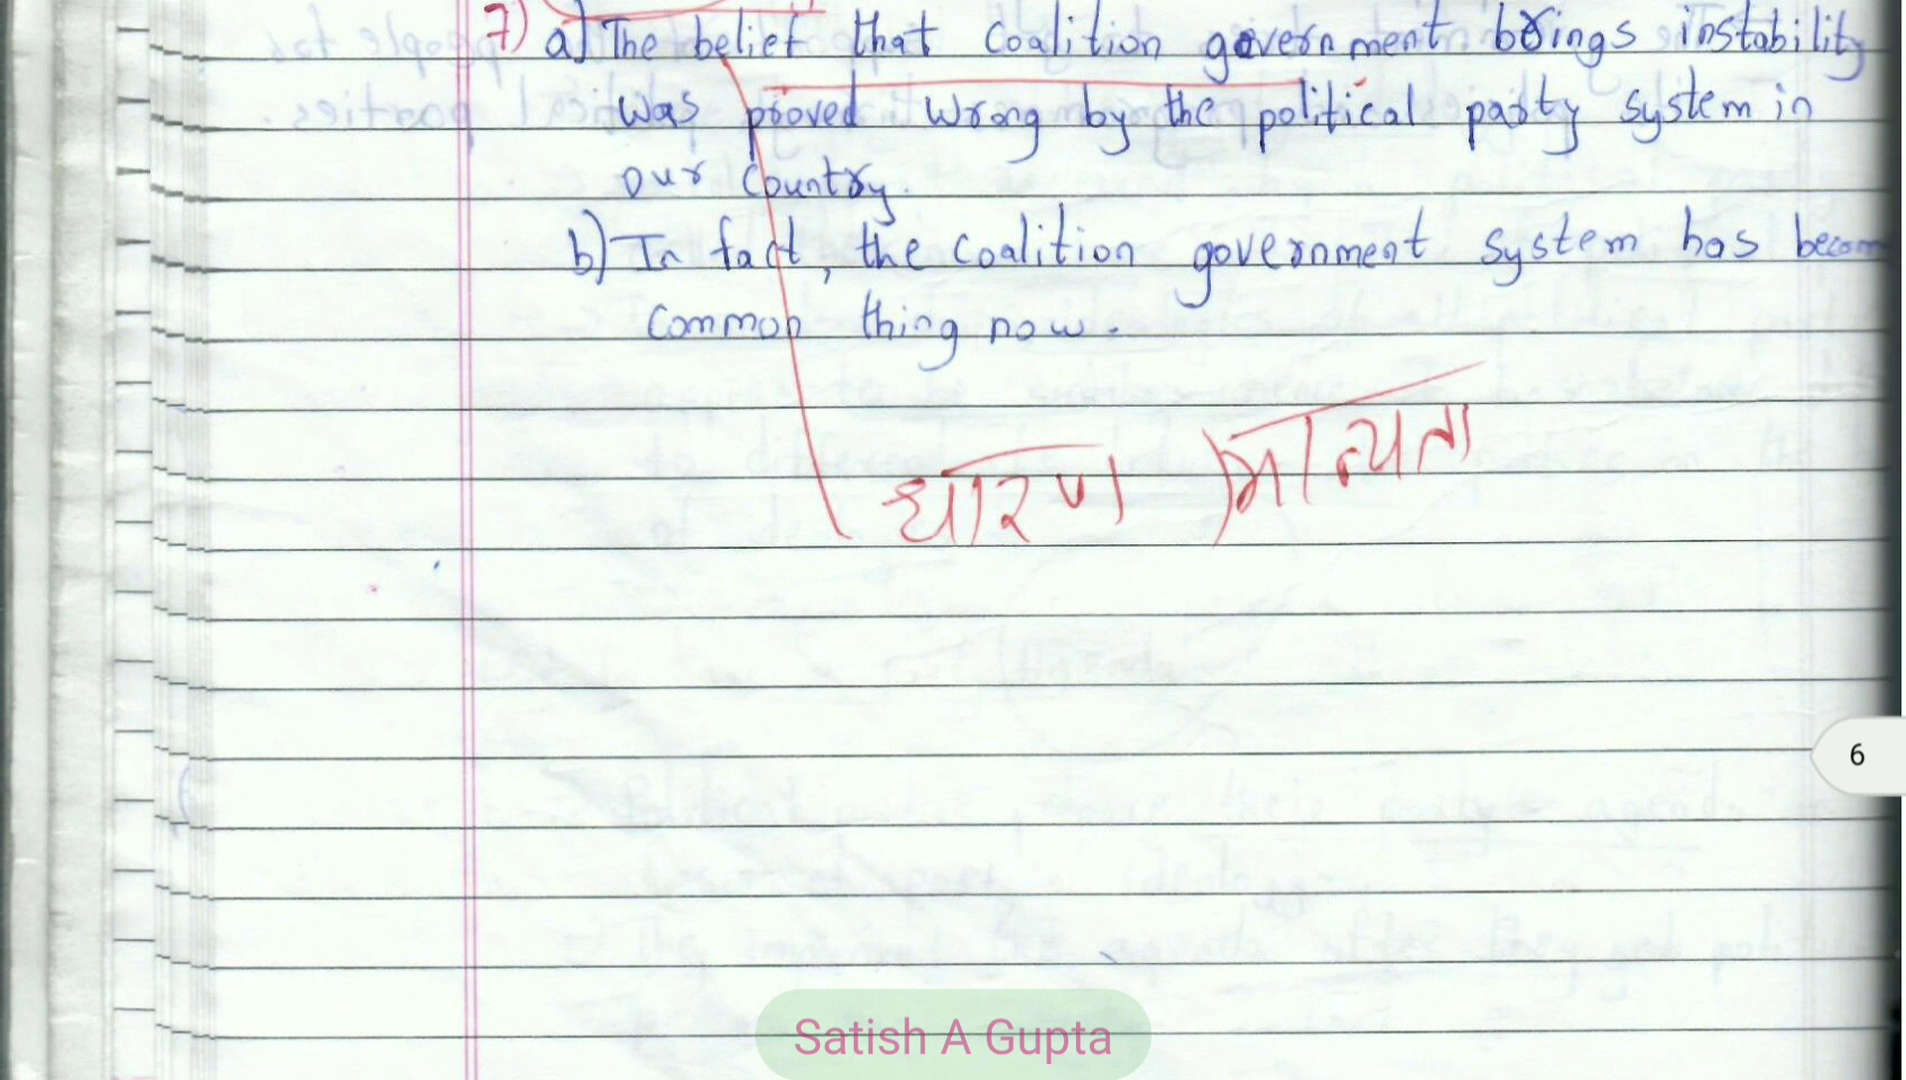 7) a) The belief that Coalition government brings instability
was proved wrong by the political party system in
our country.
b) In fact, the Coalition government system has becom
common thing now.
धारणा / मान्यता
6
Satish A Gupta